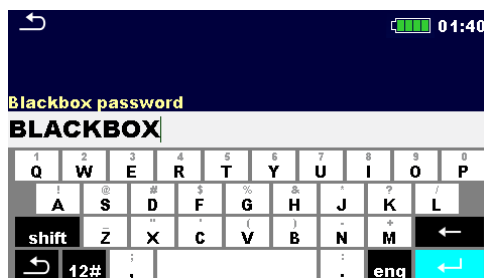 01:40
Blackbox password
BLACKBOX
1 2 3 4 5 6 7 8 9 0
Q W E R T Y U I O P
! @ # $ % & ? /
A S D F G H J K L
" ' ( ) - +
shift Z X C V B N M
; :
12# , . eng